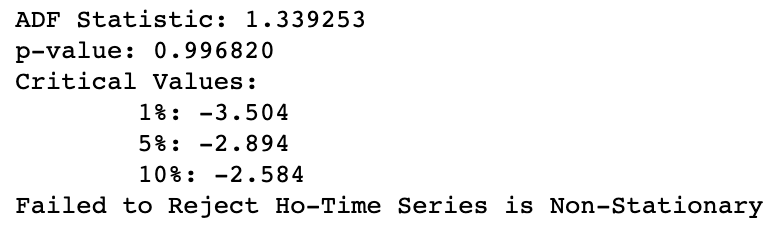 ADF Statistic: 1.339253
p-value: 0.996820
Critical Values:
1%: -3.504
5%: -2.894
10%: -2.584
Failed to Reject Ho-Time Series is Non-Stationary